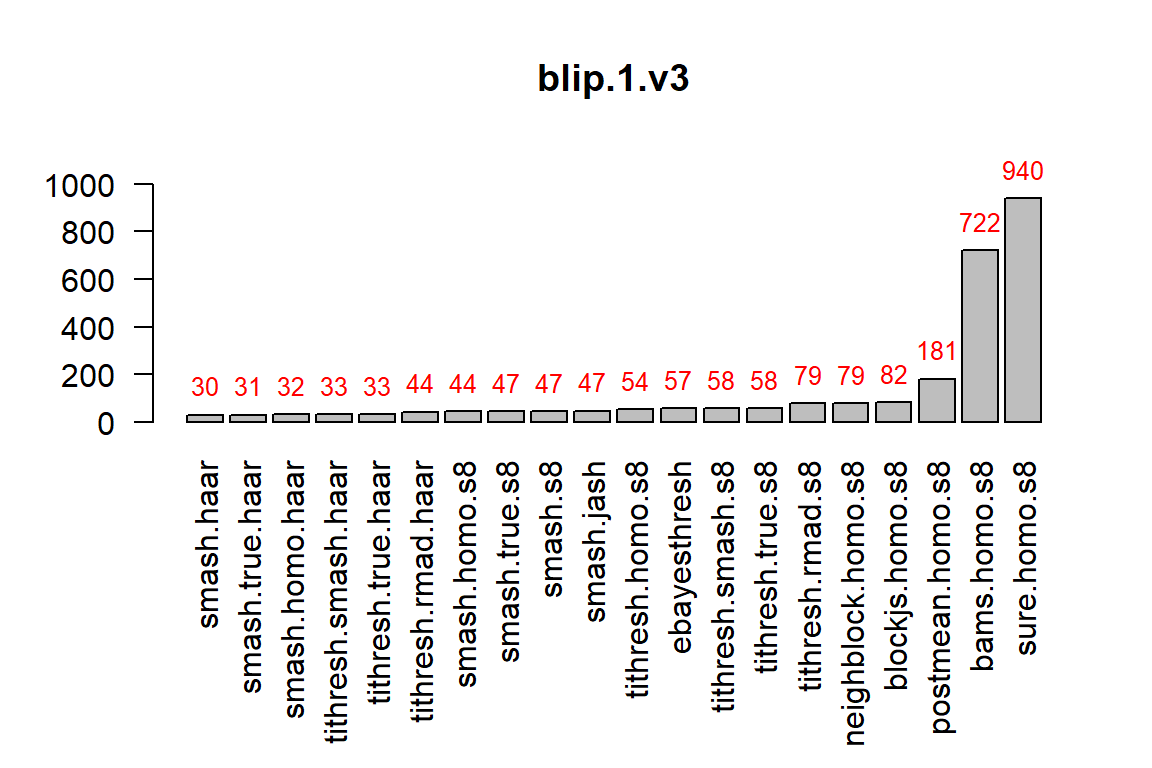 blip.1.v3
1000
800
600
400
200
0
30 31 32 33 33 44 44 47 47 47 54 57 58 58 79 79 82 181 722 940
smash.haar
smash.true.haar
smash.homo.haar
tithresh.smash.haar
tithresh.true.haar
tithresh.rmad.haar
smash.homo.s8
smash.true.s8
smash.s8
smash.jash
tithresh.homo.s8
ebayesthresh
tithresh.smash.s8
tithresh.true.s8
tithresh.rmad.s8
neighblock.homo.s8
blockjs.homo.s8
postmean.homo.s8
bams.homo.s8
sure.homo.s8